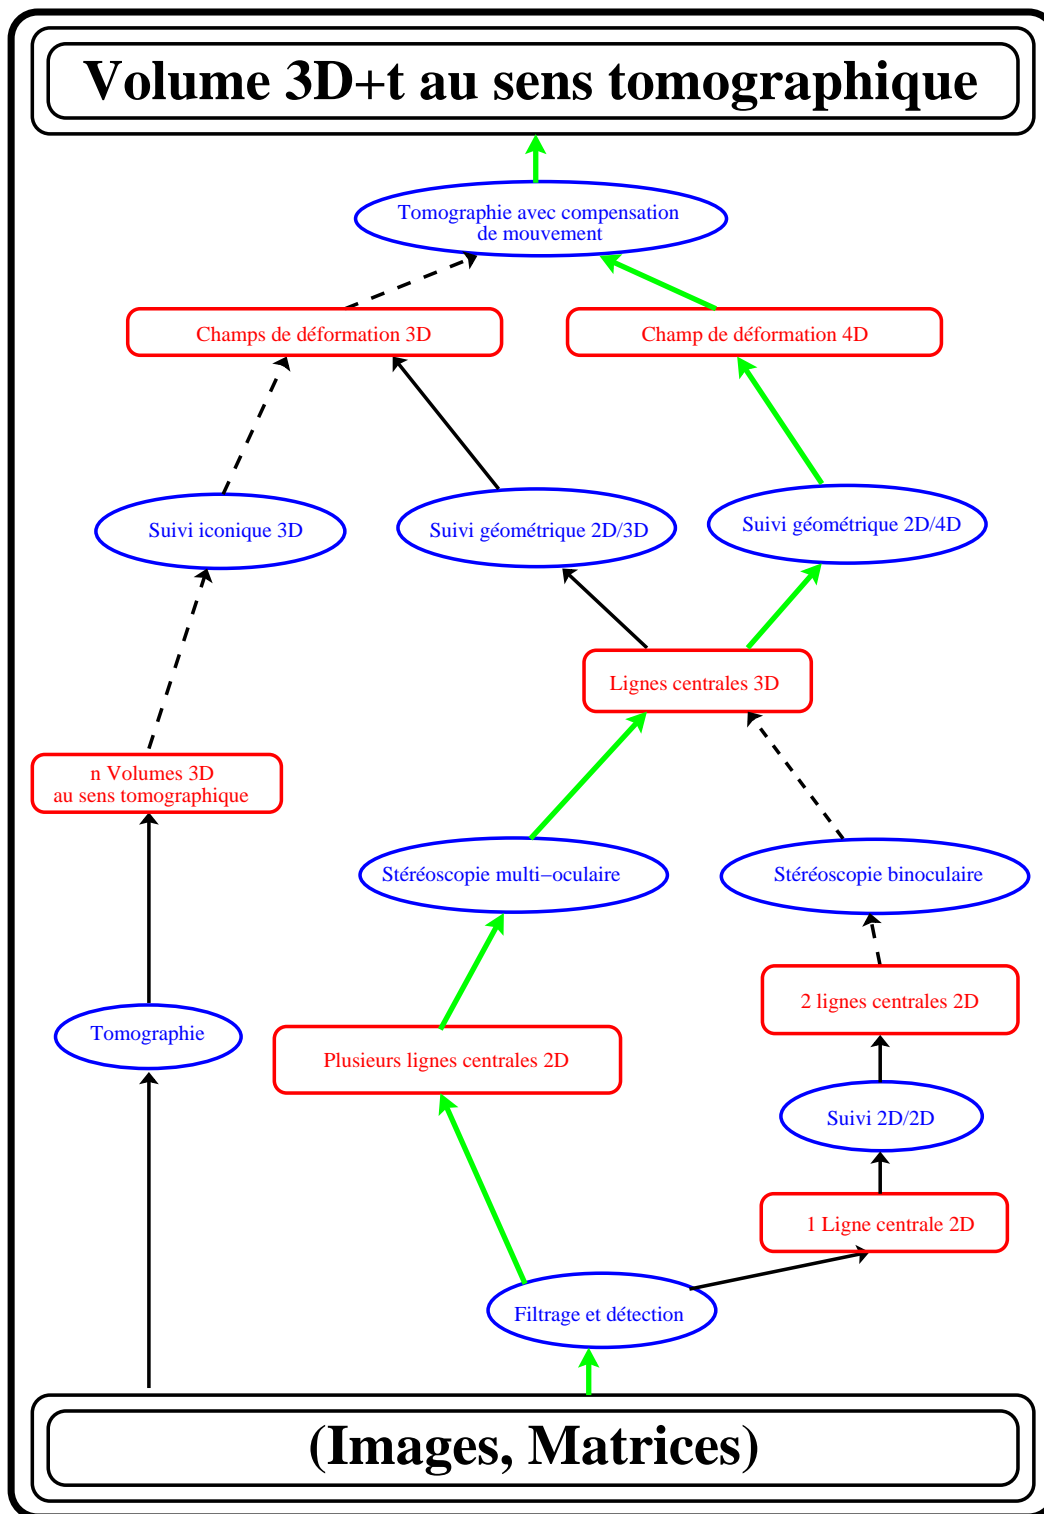 Volume 3D+t au sens tomographique
Tomographie avec compensation
de mouvement
Champs de déformation 3D
Champ de déformation 4D
Suivi iconique 3D
Suivi géométrique 2D/3D
Suivi géométrique 2D/4D
Lignes centrales 3D
n Volumes 3D
au sens tomographique
Stéréoscopie multi−oculaire
Stéréoscopie binoculaire
2 lignes centrales 2D
Tomographie
Plusieurs lignes centrales 2D
Suivi 2D/2D
1 Ligne centrale 2D
Filtrage et détection
(Images, Matrices)